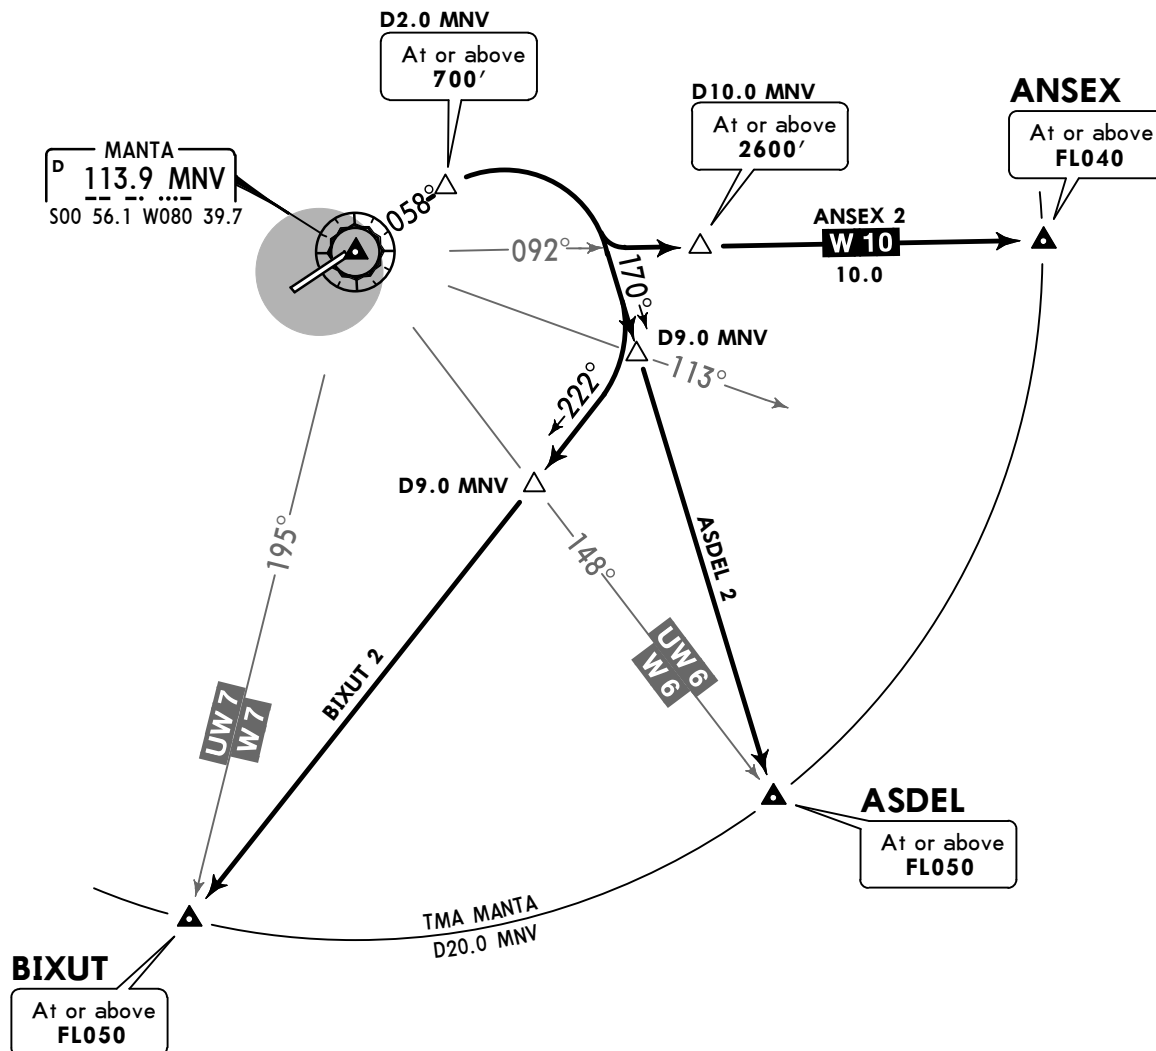 D2.0 MNV
At or above
700'
D10.0 MNV
At or above
2600'
ANSEX
At or above
FL040
MANTA
D 113.9 MNV
S00 56.1 W080 39.7
058°
092°
ANSEX 2
W 10
10.0
170°
D9.0 MNV
113°
222°
D9.0 MNV
195°
148°
ASDEL 2
UW 6
W 6
BIXUT 2
UW 7
W 7
ASDEL
At or above
FL050
TMA MANTA
D20.0 MNV
BIXUT
At or above
FL050